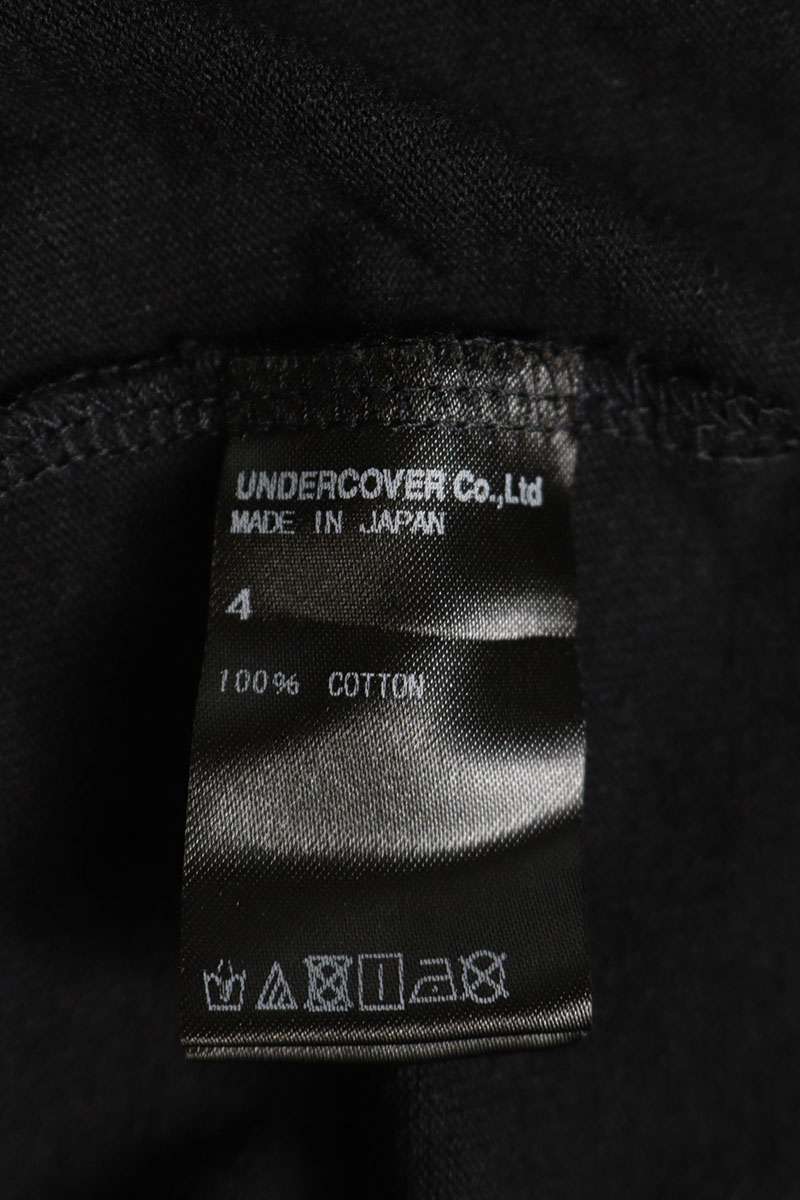 UNDERCOVER Co.,Ltd
MADE IN JAPAN
4
100% COTTON